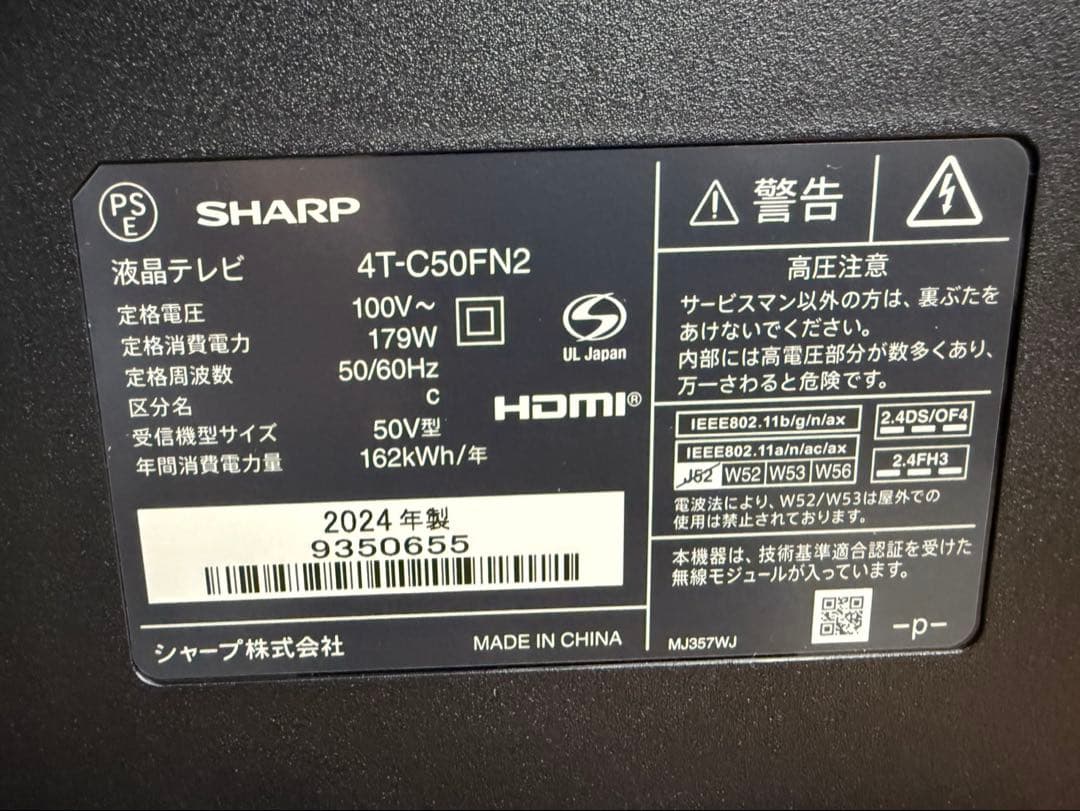 PS
E
SHARP
液晶テレビ 4T-C50FN2
定格電圧 100V～
定格消費電力 179W
定格周波数 50/60Hz
区分名 C
受信機型サイズ 50V型
年間消費電力量 162kWh/年
UL Japan
HDMI®
2024年製
9350655
シャープ株式会社 MADE IN CHINA
警告
高圧注意
サービスマン以外の方は、裏ぶたを
あけないでください。
内部には高電圧部分が数多くあり、
万一さわると危険です。
IEEE802.11b/g/n/ax
IEEE802.11a/n/ac/ax
J52 W52 W53 W56
2.4DS/OF4
2.4FH3
電波法により、W52/W53は屋外での
使用は禁止されております。
本機器は、技術基準適合認証を受けた
無線モジュールが入っています。
MJ357WJ
-p-